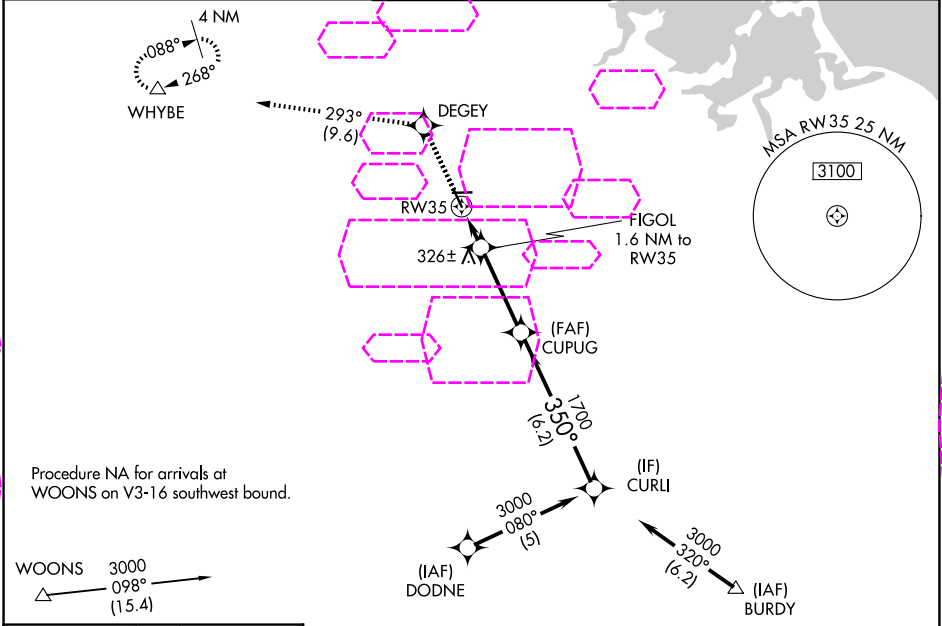 4 NM
088°
268°
WHYBE
293°
(9.6)
DEGEY
MSA RW35 25 NM
3100
RW35
FIGOL
1.6 NM to
RW35
326±
(FAF)
CUPUG
1700
350°
(6.2)
(IF)
CURLI
Procedure NA for arrivals at
WOONS on V3-16 southwest bound.
3000
080°
(5)
(IAF)
DODNE
3000
320°
(6.2)
(IAF)
BURDY
WOONS
3000
098°
(15.4)